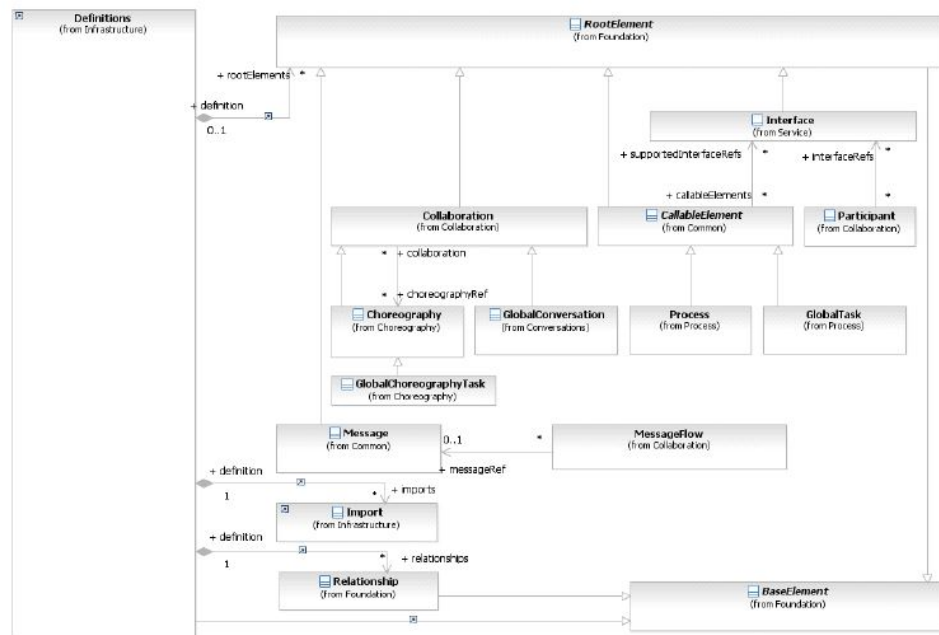 Definitions
(from Infrastructure)
RootElement
(from Foundation)
+ rootElements *
+ definition
0..1
Interface
(from Service)
+ supportedInterfaceRefs *
+ interfaceRefs *
+ callableElements *
*
Collaboration
(from Collaboration)
CallableElement
(from Common)
Participant
(from Collaboration)
* + collaboration
* + choreographyRef
Choreography
(from Choreography)
GlobalConversation
(from Conversations)
Process
(from Process)
GlobalTask
(from Process)
GlobalChoreographyTask
(from Choreography)
Message
(from Common)
0..1
*
MessageFlow
(from Collaboration)
+ messageRef
+ definition
1
* + imports
Import
(from Infrastructure)
+ definition
1
* + relationships
Relationship
(from Foundation)
BaseElement
(from Foundation)